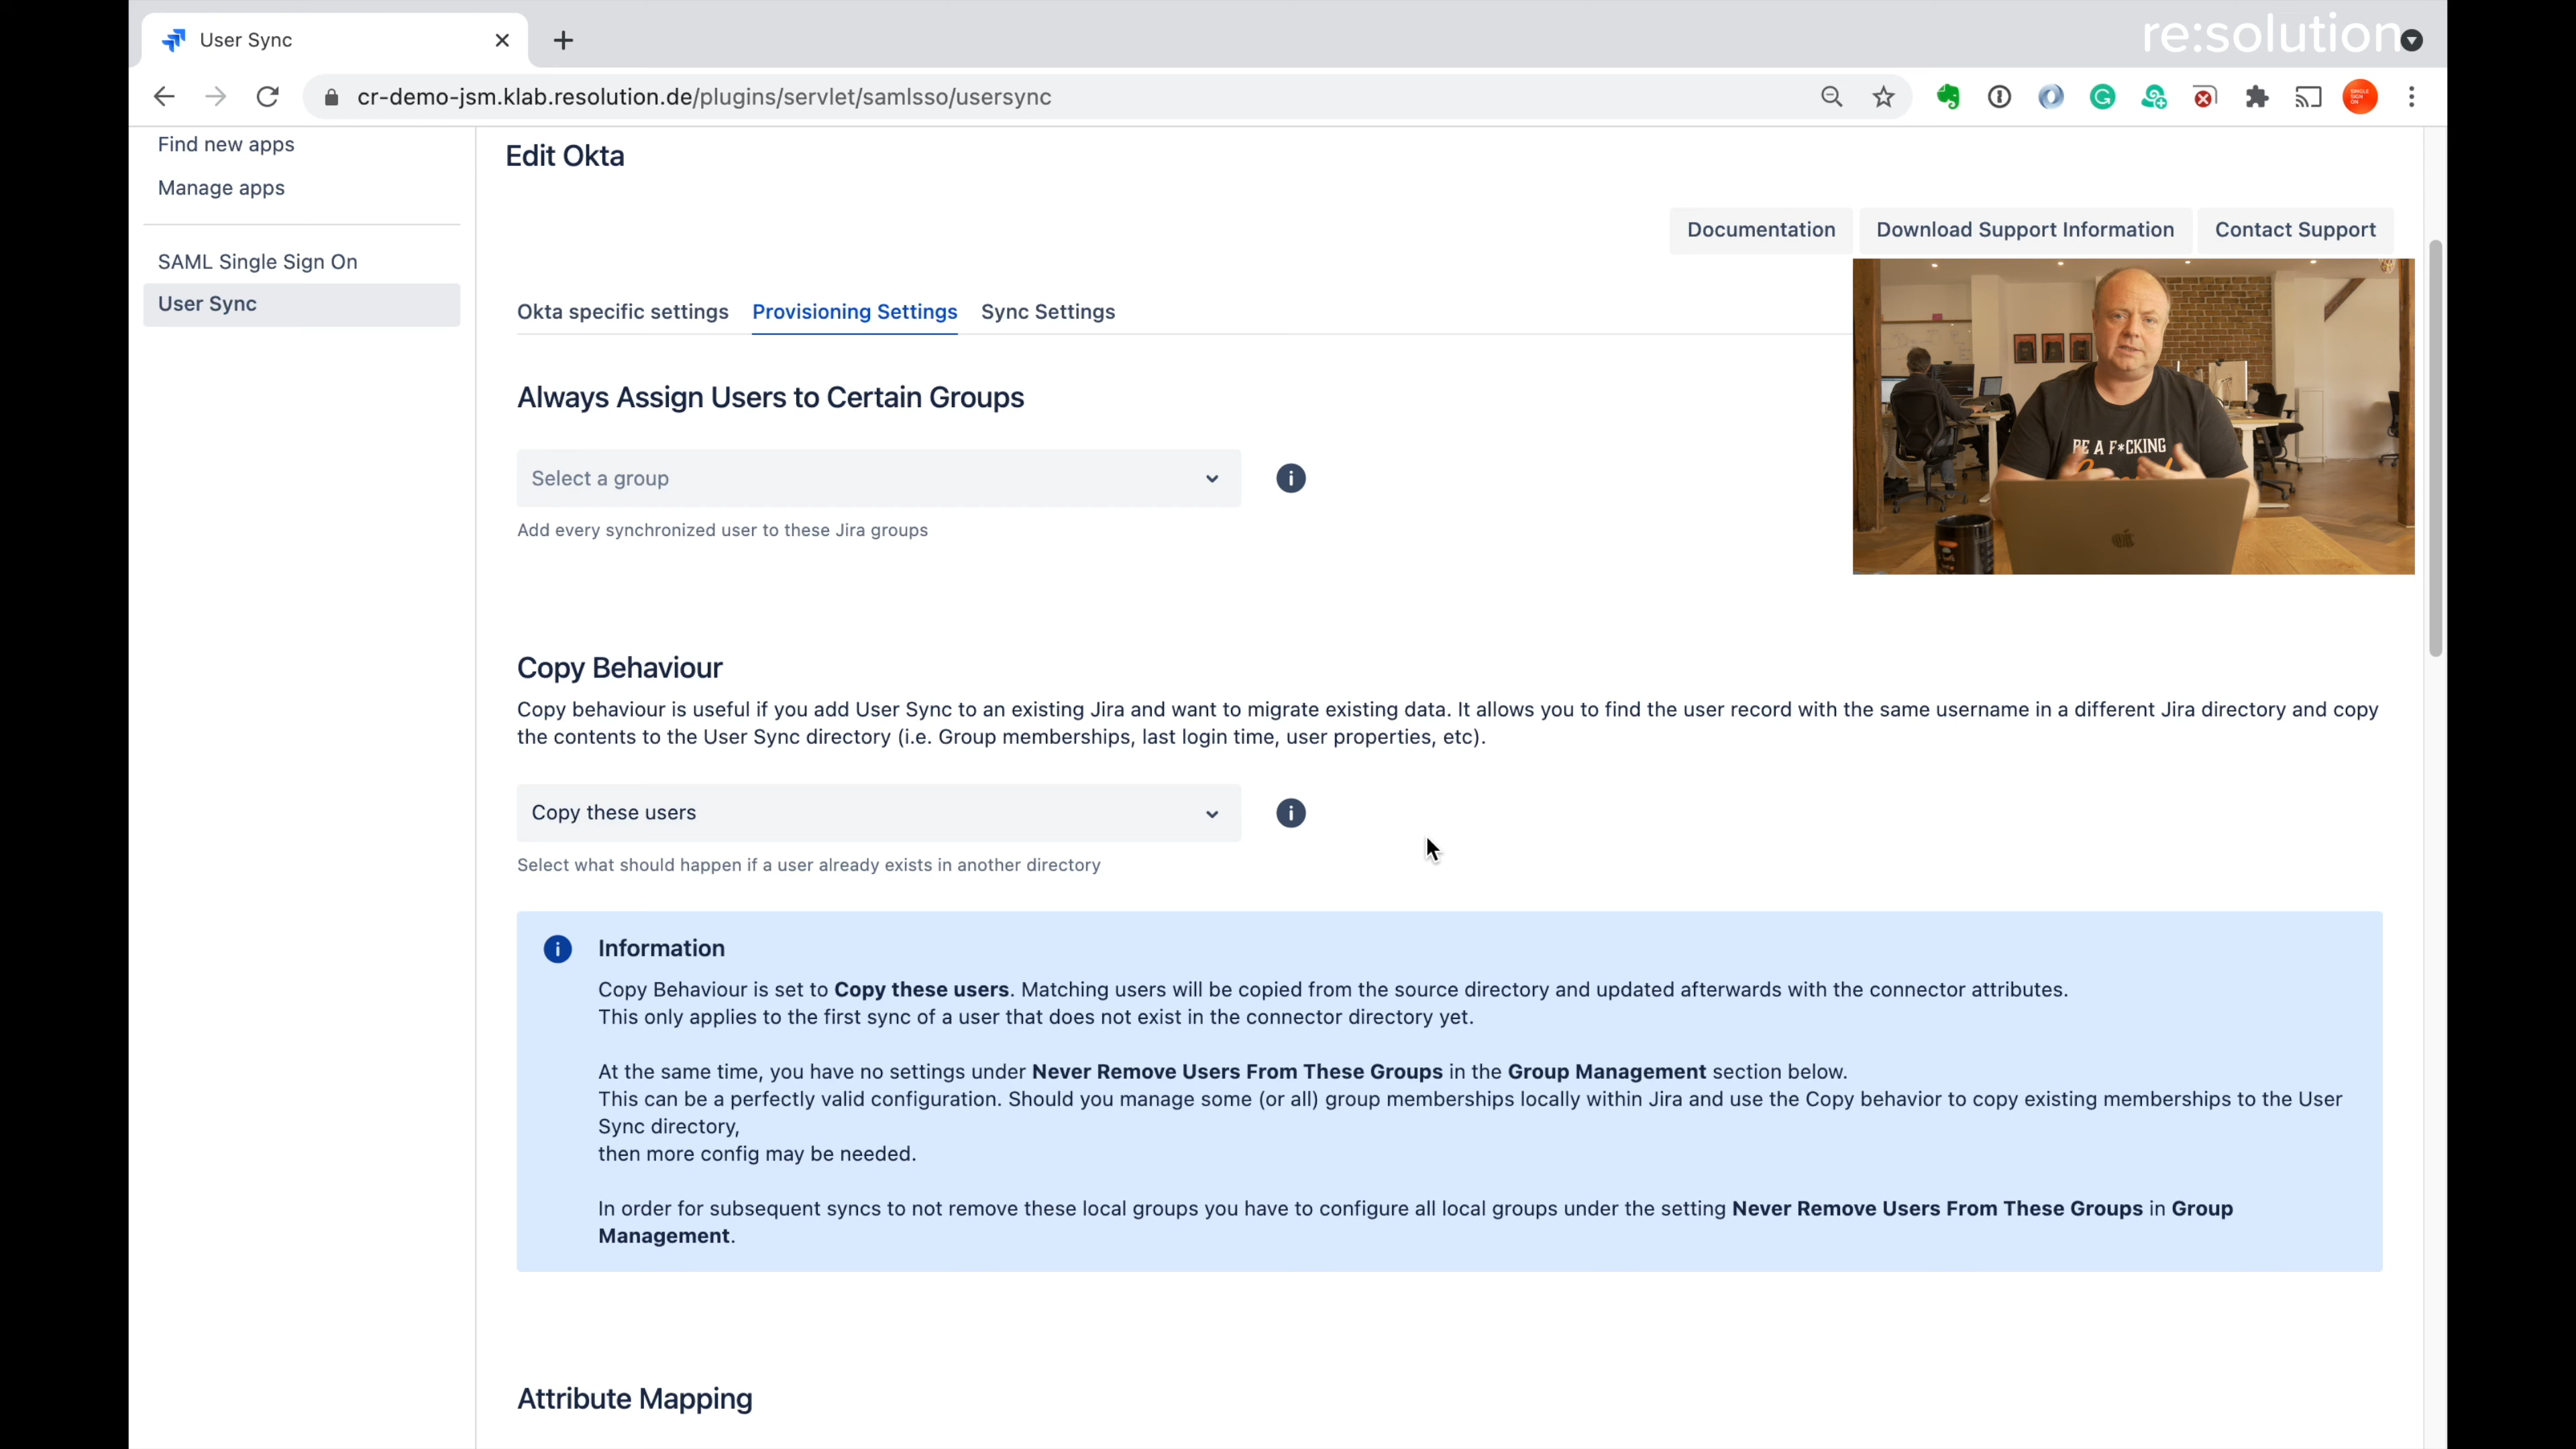 User Sync
re:solution
cr-demo-jsm.klab.resolution.de/plugins/servlet/samlsso/usersync
Find new apps
Manage apps
SAML Single Sign On
User Sync
Edit Okta
Documentation
Download Support Information
Contact Support
Okta specific settings
Provisioning Settings
Sync Settings
BE A F*CKING
Always Assign Users to Certain Groups
Select a group
Add every synchronized user to these Jira groups
Copy Behaviour
Copy behaviour is useful if you add User Sync to an existing Jira and want to migrate existing data. It allows you to find the user record with the same username in a different Jira directory and copy
the contents to the User Sync directory (i.e. Group memberships, last login time, user properties, etc).
Copy these users
Select what should happen if a user already exists in another directory
Information
Copy Behaviour is set to Copy these users. Matching users will be copied from the source directory and updated afterwards with the connector attributes.
This only applies to the first sync of a user that does not exist in the connector directory yet.
At the same time, you have no settings under Never Remove Users From These Groups in the Group Management section below.
This can be a perfectly valid configuration. Should you manage some (or all) group memberships locally within Jira and use the Copy behavior to copy existing memberships to the User
Sync directory,
then more config may be needed.
In order for subsequent syncs to not remove these local groups you have to configure all local groups under the setting Never Remove Users From These Groups in Group
Management.
Attribute Mapping